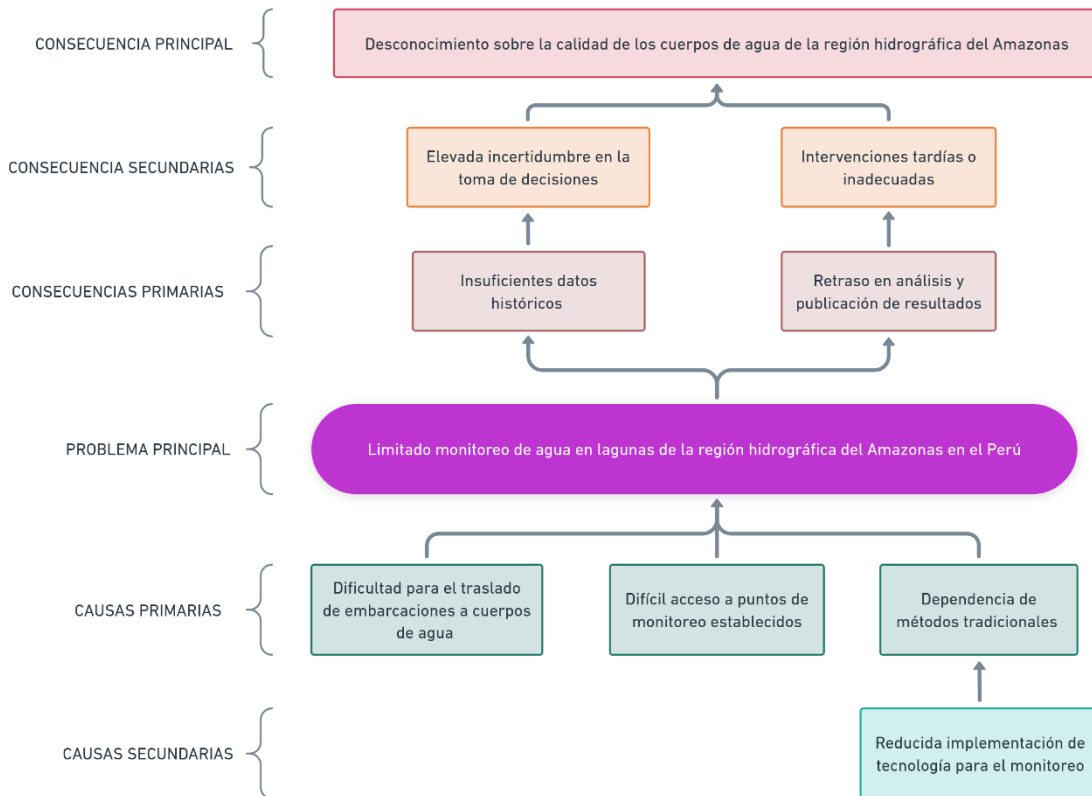 CONSECUENCIA PRINCIPAL
Desconocimiento sobre la calidad de los cuerpos de agua de la región hidrográfica del Amazonas
CONSECUENCIA SECUNDARIAS
Elevada incertidumbre en la
toma de decisiones
Intervenciones tardías o
inadecuadas
CONSECUENCIAS PRIMARIAS
Insuficientes datos
históricos
Retraso en análisis y
publicación de resultados
PROBLEMA PRINCIPAL
Limitado monitoreo de agua en lagunas de la región hidrográfica del Amazonas en el Perú
CAUSAS PRIMARIAS
Dificultad para el traslado
de embarcaciones a cuerpos
de agua
Difícil acceso a puntos de
monitoreo establecidos
Dependencia de
métodos tradicionales
CAUSAS SECUNDARIAS
Reducida implementación de
tecnología para el monitoreo